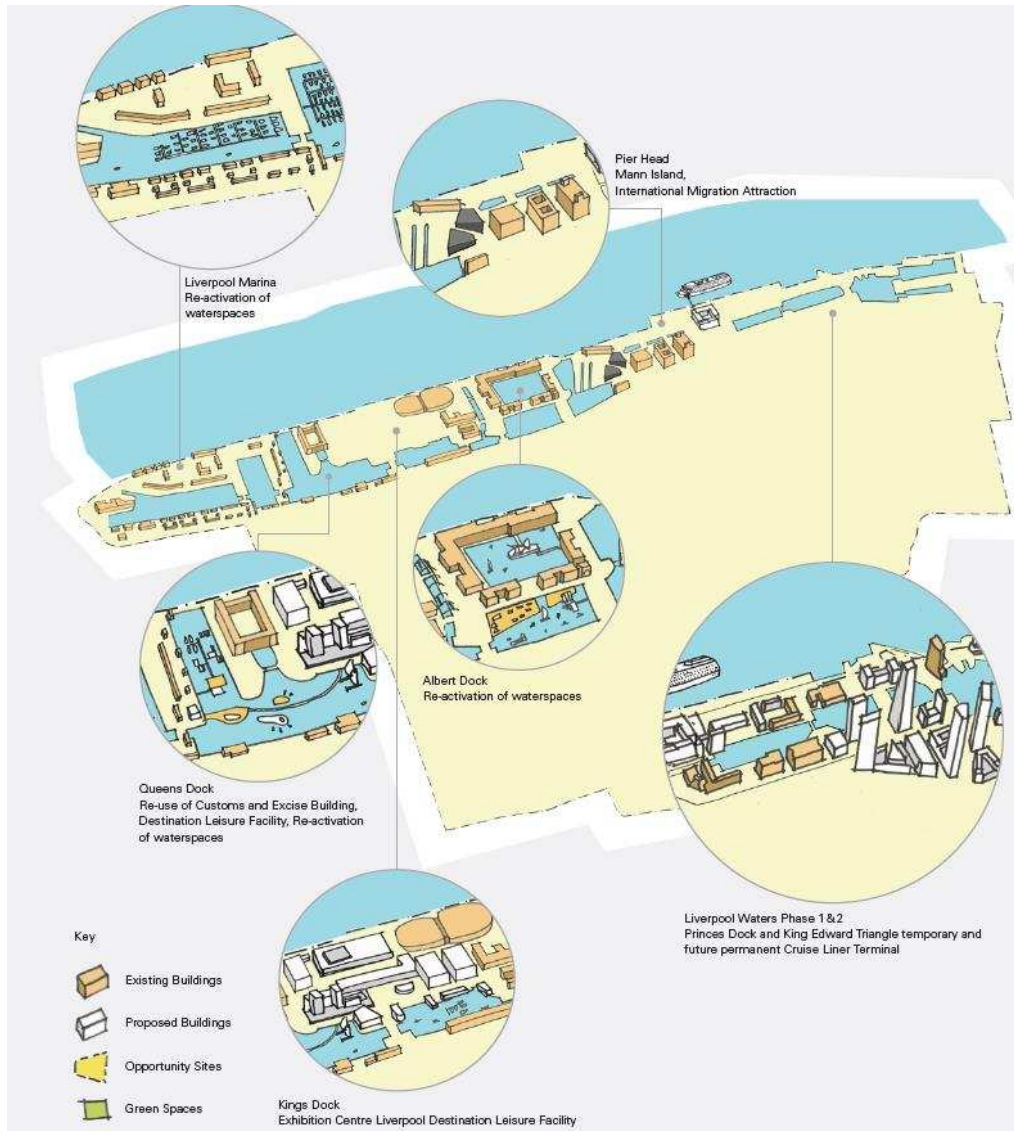 Pier Head
Mann Island,
International Migration Attraction
Liverpool Marina
Re-activation of
waterspaces
Albert Dock
Re-activation of waterspaces
Queens Dock
Re-use of Customs and Excise Building,
Destination Leisure Facility, Re-activation
of waterspaces
Liverpool Waters Phase 1&2
Princes Dock and King Edward Triangle temporary and
future permanent Cruise Liner Terminal
Key
Existing Buildings
Proposed Buildings
Opportunity Sites
Green Spaces
Kings Dock
Exhibition Centre Liverpool Destination Leisure Facility